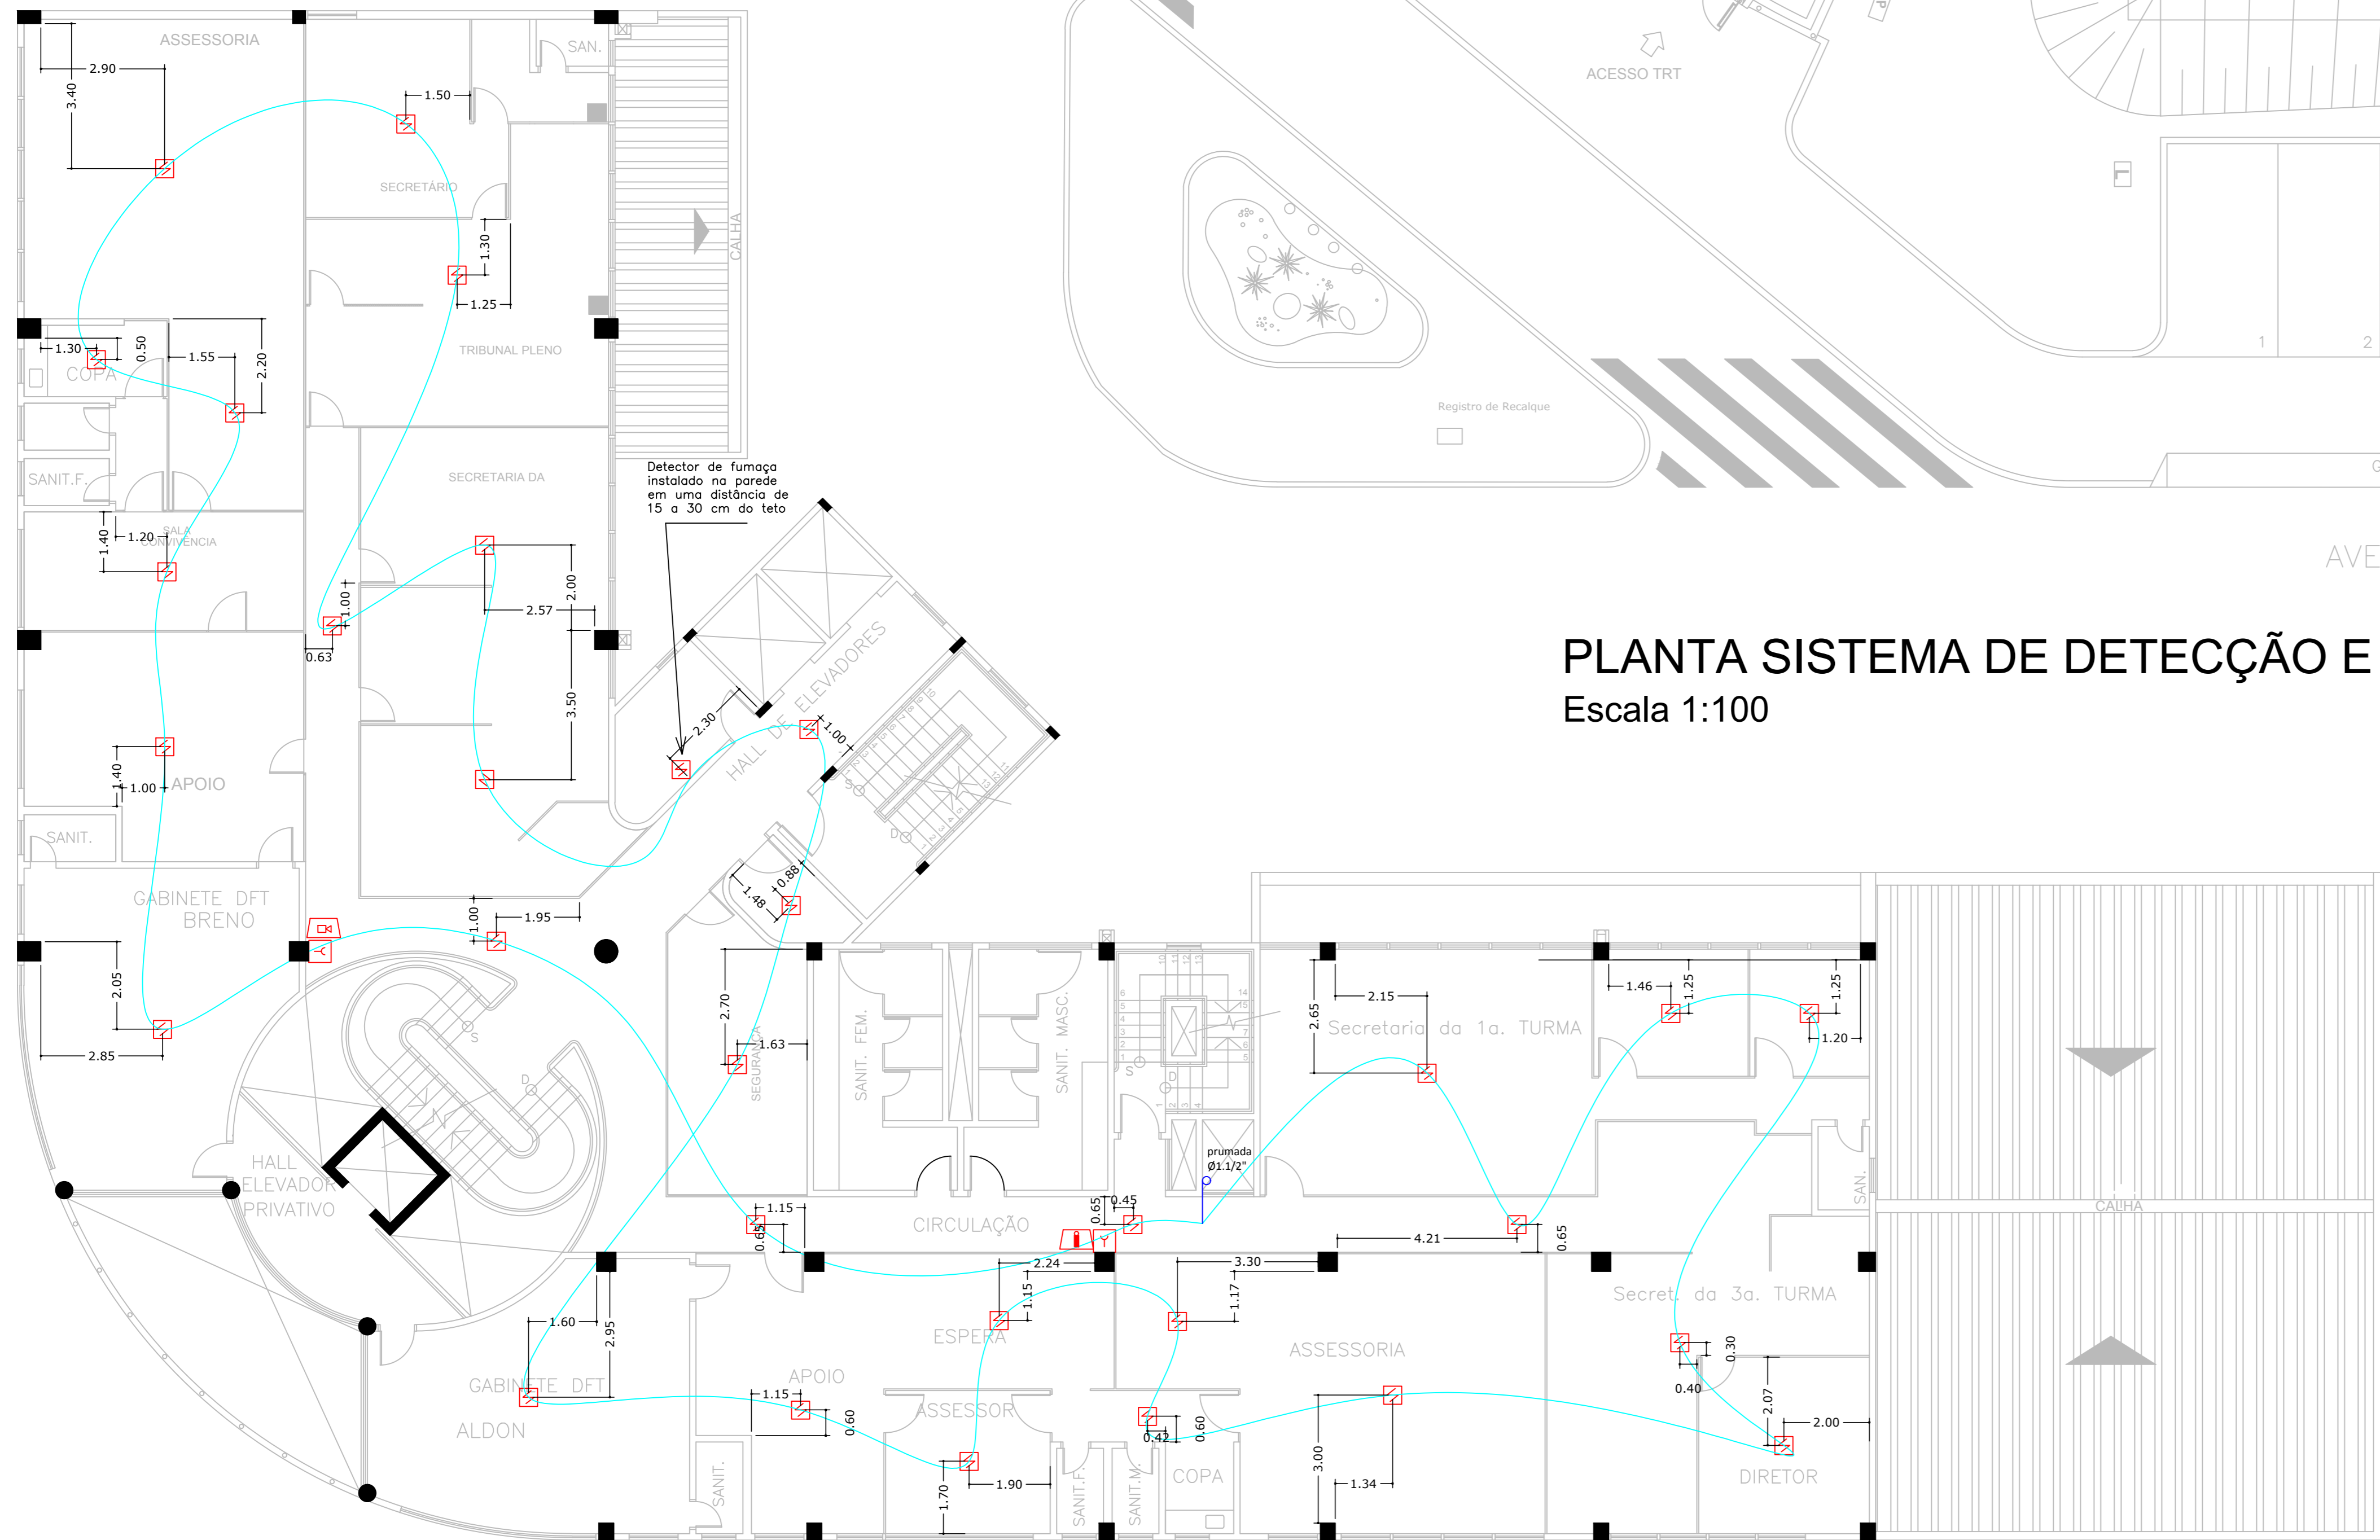 ASSESSORIA
2.90
3.40
1.50
SAN.
SECRETÁRIO
CALHA
1.30
1.25
TRIBUNAL PLENO
1.30
0.50
COPA
1.55
2.20
SANIT.F.
SECRETARIA DA
Detector de fumaça
instalado na parede
em uma distância de
15 a 30 cm do teto
1.40
1.20
SALA
CONVIVÊNCIA
1.00
0.63
2.00
2.57
3.50
2.30
HALL DE ELEVADORES
1.00
S
D
1.40
1.00
APOIO
SANIT.
GABINETE DFT
BRENO
1.00
1.95
0.88
1.48
2.05
2.85
2.70
1.63
SEGURANÇA
SANIT. FEM.
SANIT. MASC.
S
D
S
D
HALL
ELEVADOR
PRIVATIVO
1.15
0.65
CIRCULAÇÃO
0.65
0.45
prumada
Ø1.1/2"
2.65
2.15
Secretaria da 1a. TURMA
1.46
1.25
1.25
1.20
SAN.
CALHA
4.21
0.65
2.24
1.15
3.30
1.17
ESPERA
ASSESSORIA
Secret. da 3a. TURMA
1.60
2.95
GABINETE DFT
ALDON
APOIO
1.15
0.60
ASSESSOR
0.42
0.60
0.30
0.40
2.07
2.00
3.00
1.34
SANIT.
1.70
1.90
SANIT.F.
SANIT.M.
COPA
DIRETOR
ACESSO TRT
L
1
2
Registro de Recalque
AVE
PLANTA SISTEMA DE DETECÇÃO E
Escala 1:100